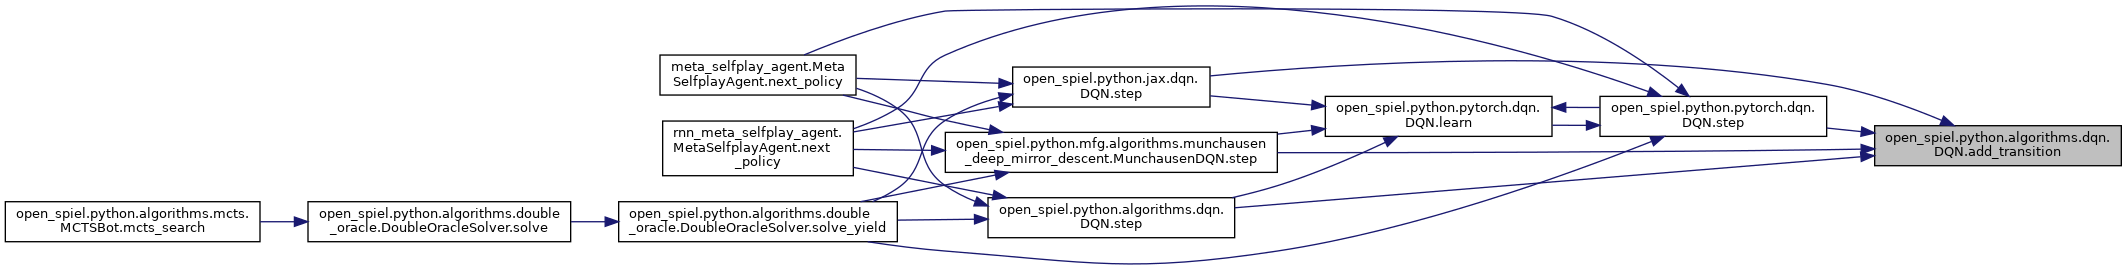 meta_selfplay_agent.Meta
SelfplayAgent.next_policy
open_spiel.python.jax.dqn.
DQN.step
open_spiel.python.pytorch.dqn.
DQN.learn
open_spiel.python.pytorch.dqn.
DQN.step
open_spiel.python.algorithms.dqn.
DQN.add_transition
rnn_meta_selfplay_agent.
MetaSelfplayAgent.next
_policy
open_spiel.python.mfg.algorithms.munchausen
_deep_mirror_descent.MunchausenDQN.step
open_spiel.python.algorithms.mcts.
MCTSBot.mcts_search
open_spiel.python.algorithms.double
_oracle.DoubleOracleSolver.solve
open_spiel.python.algorithms.double
_oracle.DoubleOracleSolver.solve_yield
open_spiel.python.algorithms.dqn.
DQN.step